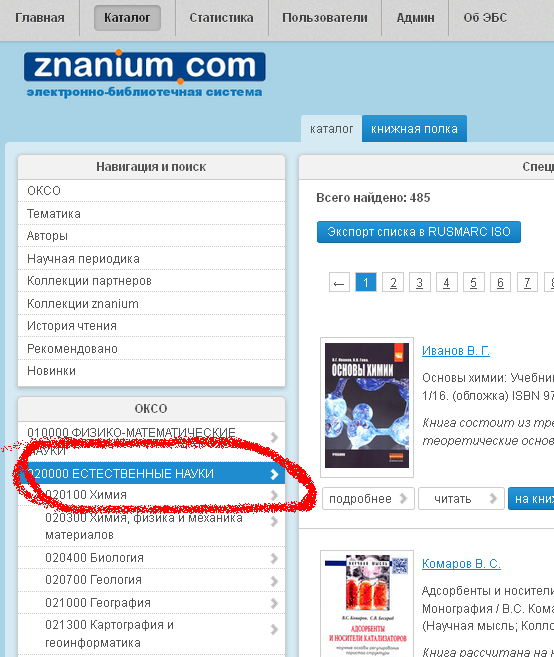 Главная Каталог Статистика Пользователи Админ Об ЭБС
znanium.com
электронно-библиотечная система
каталог книжная полка
Навигация и поиск
ОКСО
Тематика
Авторы
Научная периодика
Коллекции партнеров
Коллекции znanium
История чтения
Рекомендовано
Новинки
ОКСО
010000 ФИЗИКО-МАТЕМАТИЧЕСКИЕ
НАУКИ
020000 ЕСТЕСТВЕННЫЕ НАУКИ
020100 Химия
020300 Химия, физика и механика
материалов
020400 Биология
020700 Геология
021000 География
021300 Картография и
геоинформатика
Всего найдено: 485
Экспорт списка в RUSMARC ISO
← 1 2 3 4 5 6 7
Иванов В. Г.
Основы химии: Учебни
1/16. (обложка) ISBN 97
Книга состоит из тре
теоретические основ
ОСНОВЫ ХИМИИ
подробнее читать на кни
Комаров В. С.
Адсорбенты и носители
Монография / В.С. Кома
(Научная мысль; Колло
Книга рассчитана на н
НАУЧНАЯ МЫСЛЬ
АДСОРБЕНТЫ
И НОСИТЕЛИ КАТАЛИЗАТОРОВ